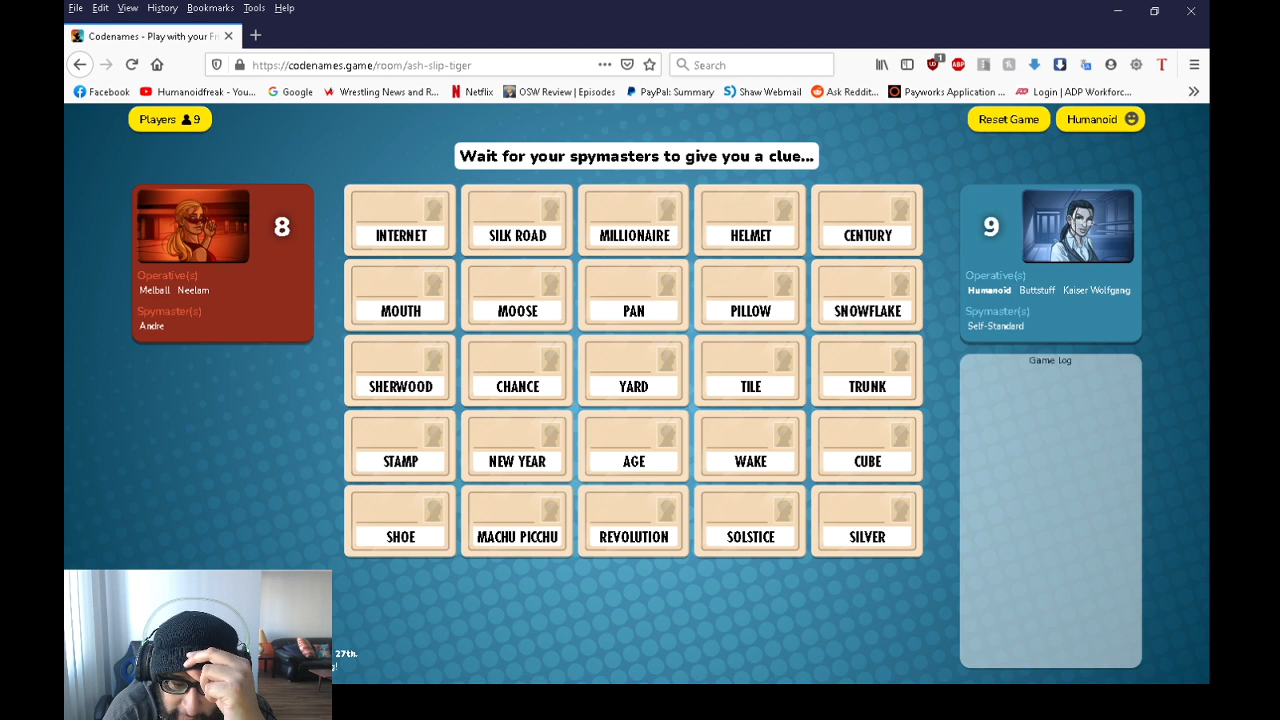 File Edit View History Bookmarks Tools Help
Codenames - Play with your Fri
https://codenames.game/room/ash-slip-tiger
Search
1
ABP
T
Facebook Humanoidfreak - You... Google Wrestling News and R... Netflix OSW Review | Episodes PayPal: Summary Shaw Webmail Ask Reddit... Payworks Application ... Login | ADP Workforc...
Players 9
Reset Game
Humanoid
Wait for your spymasters to give you a clue...
8
Operative(s)
Melball Neelam
Spymaster(s)
Andre
INTERNET SILK ROAD MILLIONAIRE HELMET CENTURY
MOUTH MOOSE PAN PILLOW SNOWFLAKE
SHERWOOD CHANCE YARD TILE TRUNK
STAMP NEW YEAR AGE WAKE CUBE
SHOE MACHU PICCHU REVOLUTION SOLSTICE SILVER
9
Operative(s)
Humanoid Buttstuff Kaiser Wolfgang
Spymaster(s)
Self-Standard
Game Log
27th.